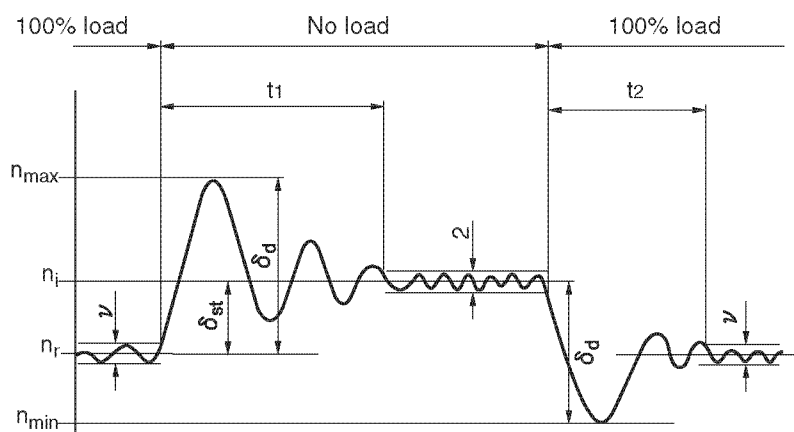 100% load
No load
100% load
t1
t2
nmax
ni
nr
nmin
ν
δst
δd
2
δd
ν